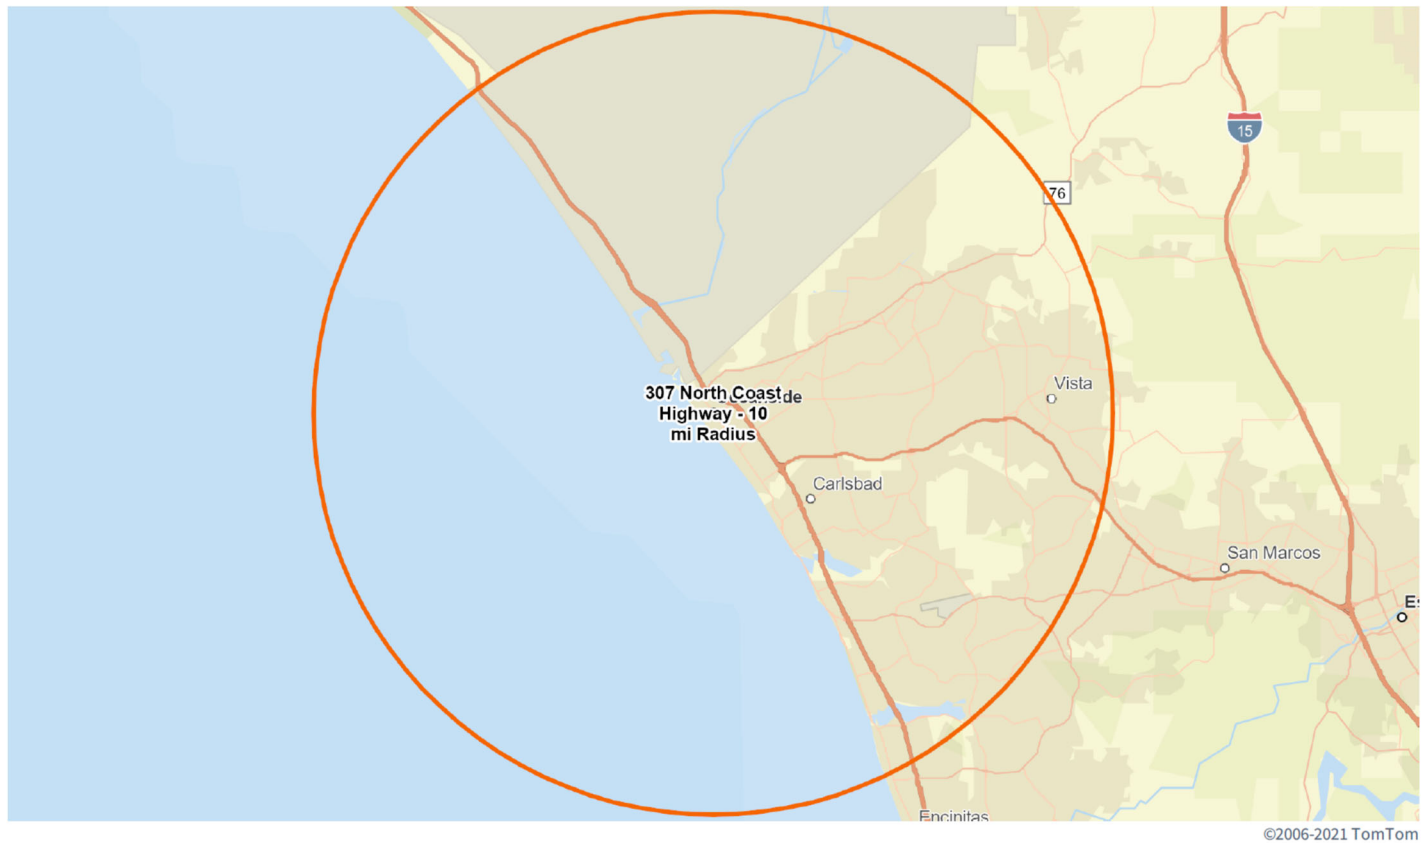 15
76
Vista
307 North Coast
Highway - 10
mi Radius
Carlsbad
San Marcos
Encinitas
©2006-2021 TomTom